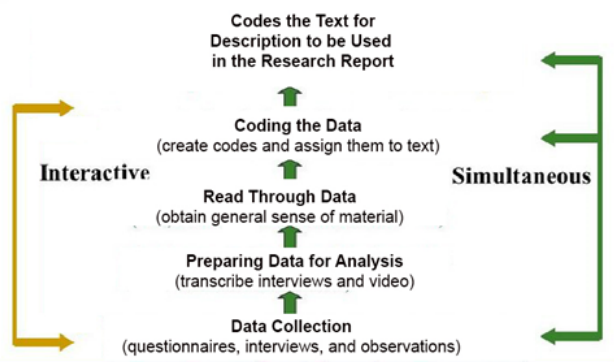 Codes the Text for
Description to be Used
in the Research Report
Coding the Data
(create codes and assign them to text)
Interactive
Simultaneous
Read Through Data
(obtain general sense of material)
Preparing Data for Analysis
(transcribe interviews and video)
Data Collection
(questionnaires, interviews, and observations)